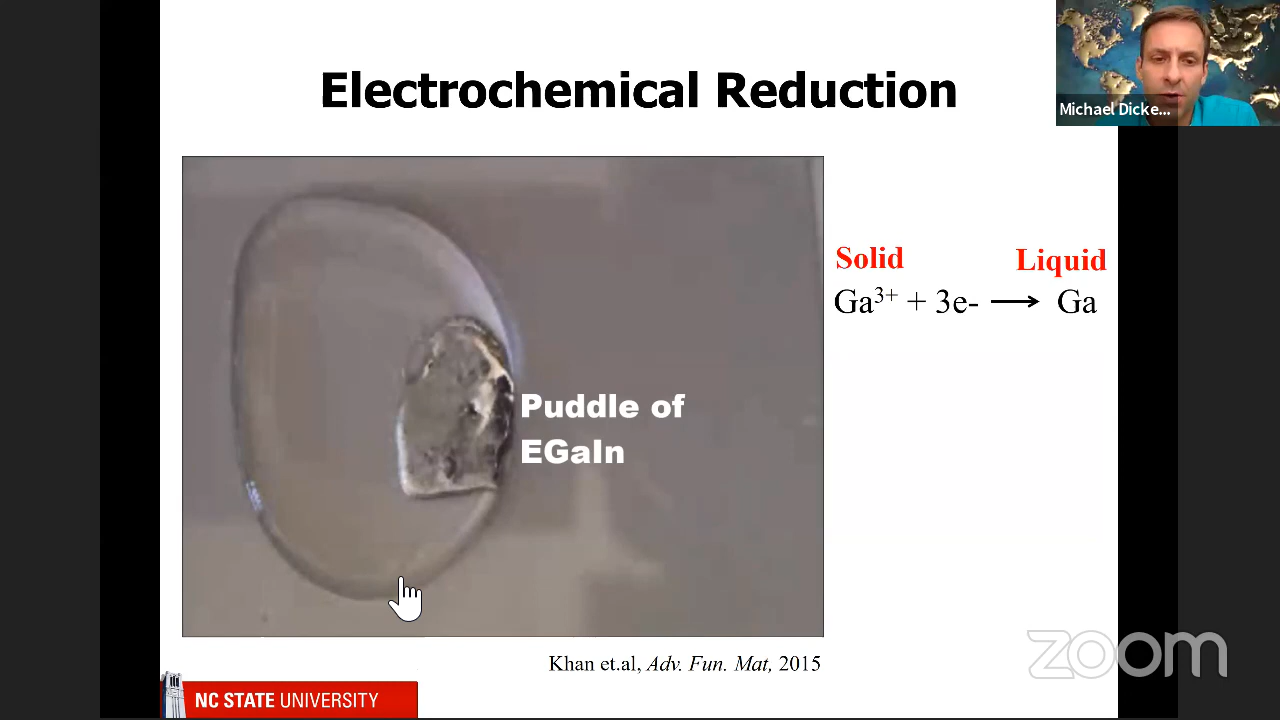 Electrochemical Reduction
Michael Dicke...
Solid Liquid
Ga³⁺ + 3e- ⟶ Ga
Puddle of
EGaIn
Khan et.al, Adv. Fun. Mat, 2015
NC STATE UNIVERSITY
zoom